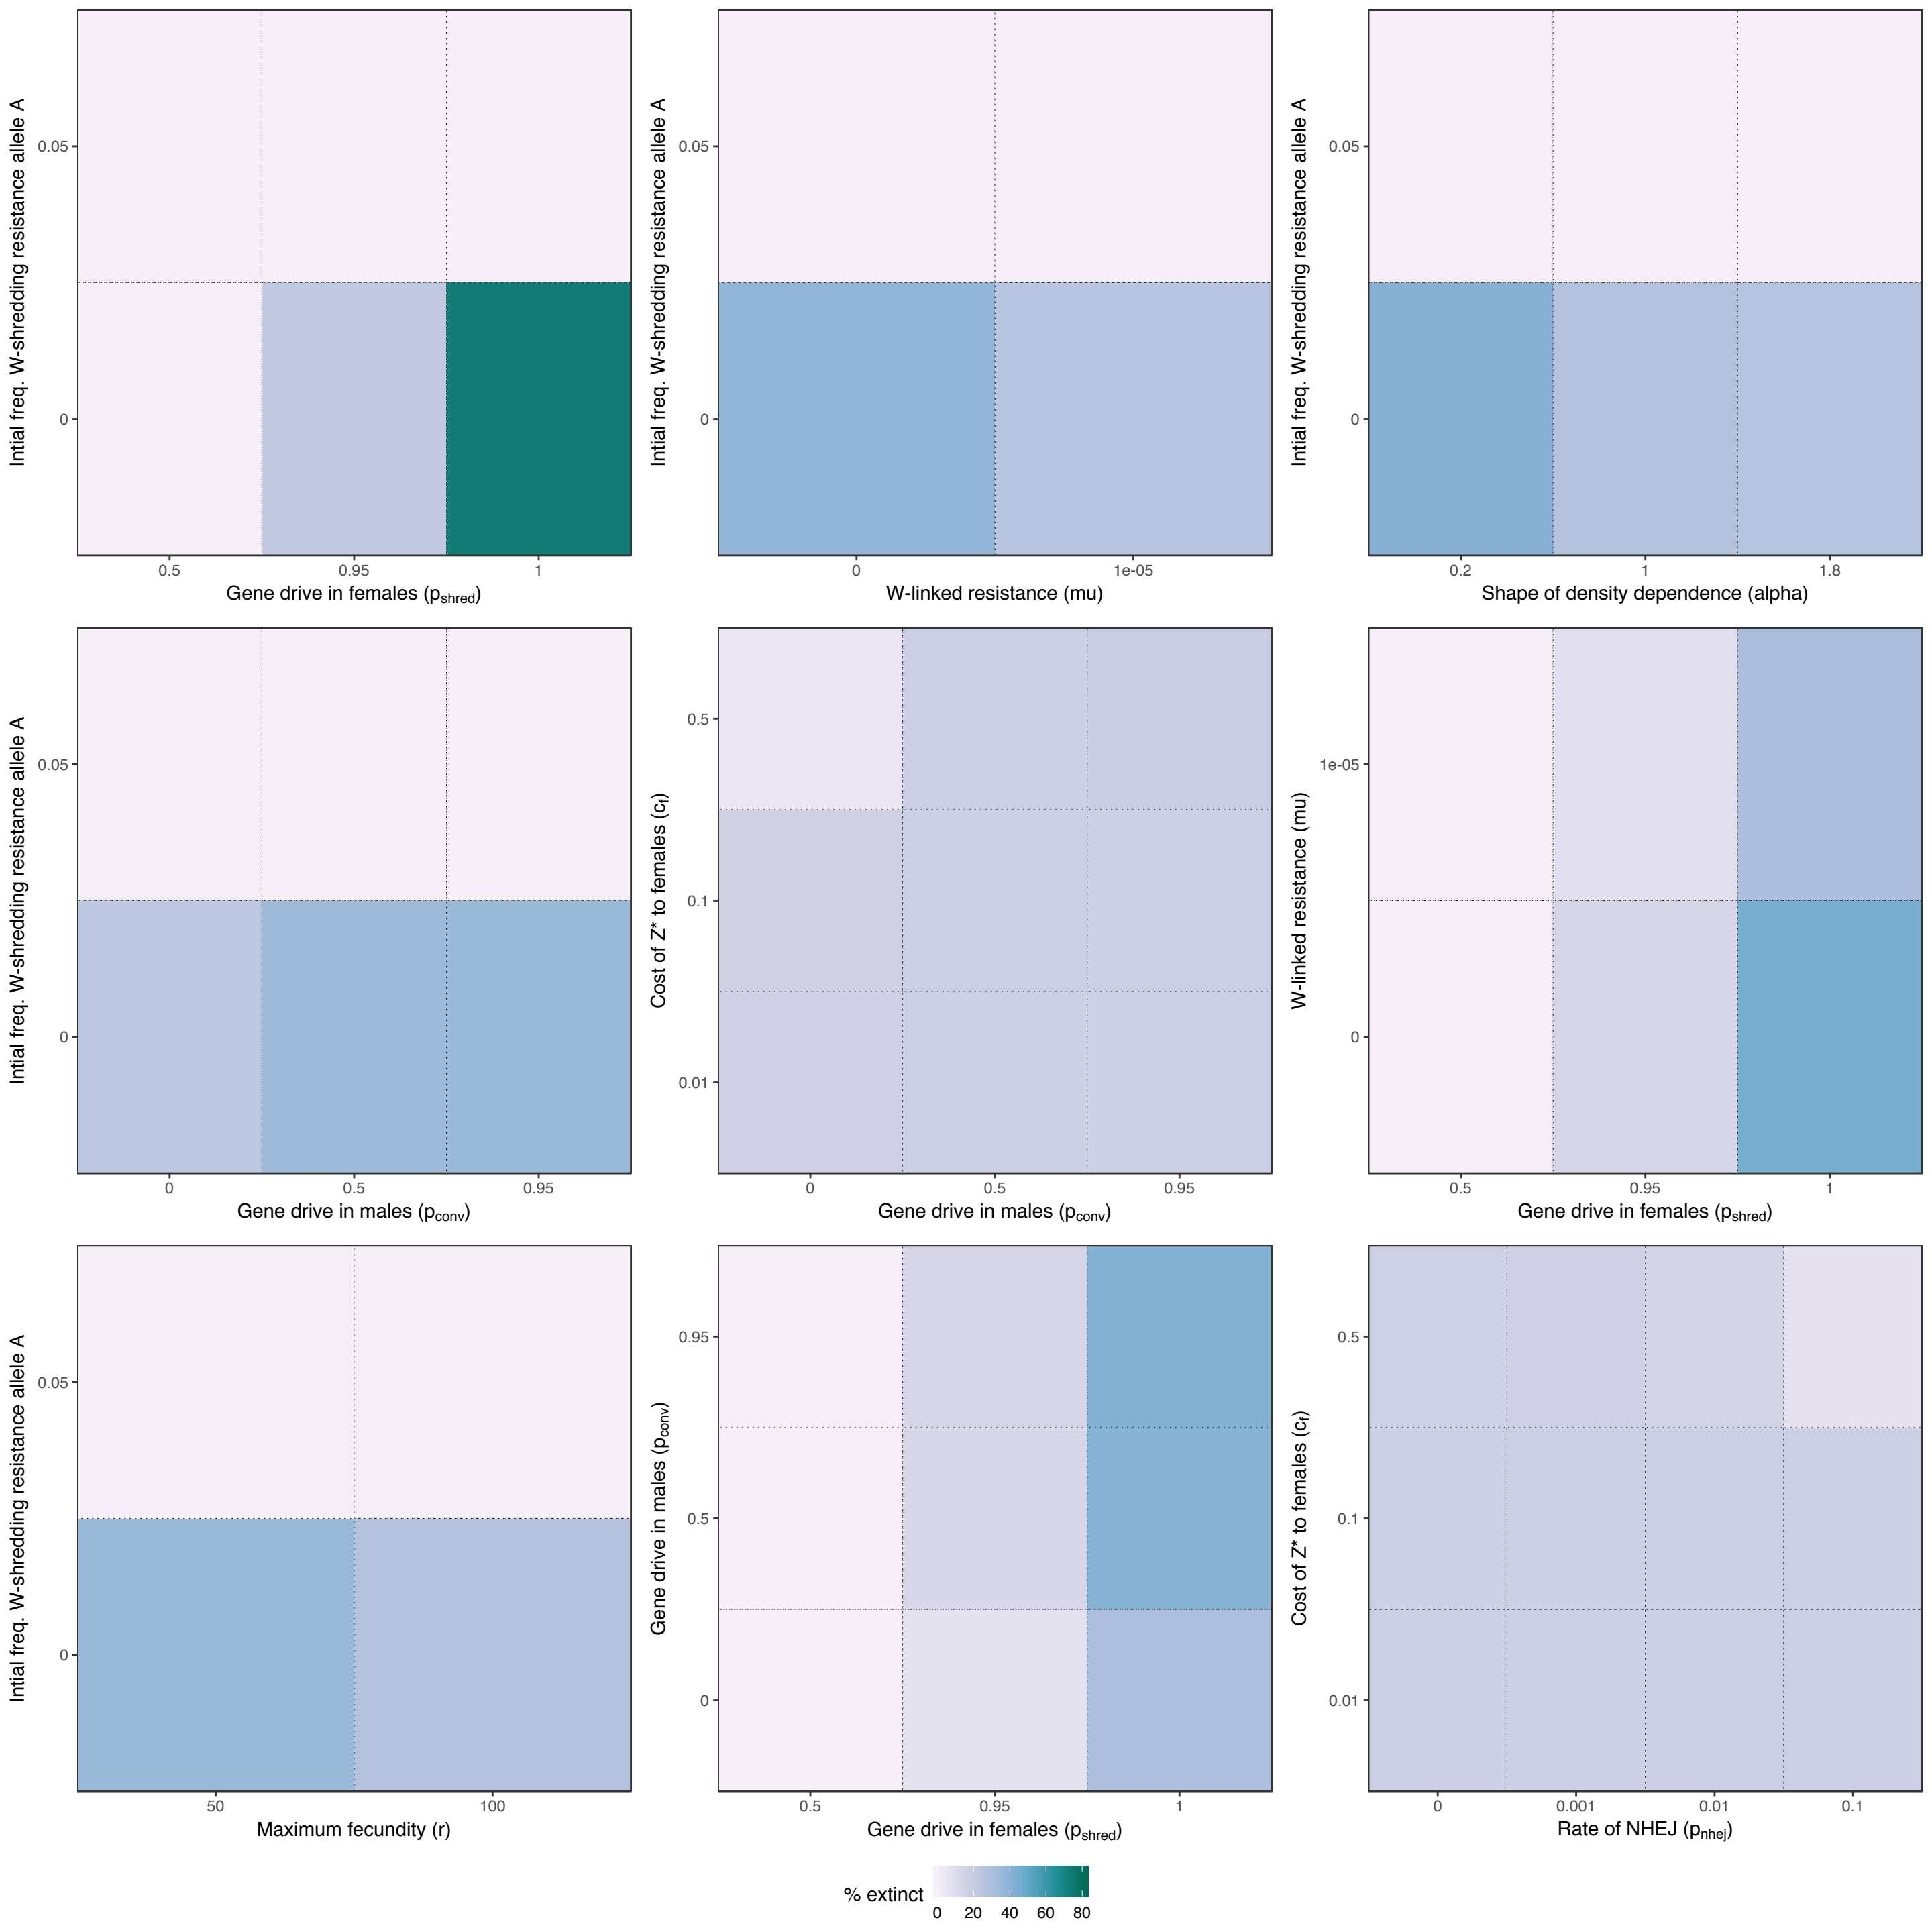 Intial freq. W-shredding resistance allele A
0.05
0
0.5 0.95 1
Gene drive in females (pshred)
Intial freq. W-shredding resistance allele A
0.05
0
0 1e-05
W-linked resistance (mu)
Intial freq. W-shredding resistance allele A
0.05
0
0.2 1 1.8
Shape of density dependence (alpha)
Intial freq. W-shredding resistance allele A
0.05
0
0 0.5 0.95
Gene drive in males (pconv)
Cost of Z* to females (cf)
0.5
0.1
0.01
0 0.5 0.95
Gene drive in males (pconv)
W-linked resistance (mu)
1e-05
0
0.5 0.95 1
Gene drive in females (pshred)
Intial freq. W-shredding resistance allele A
0.05
0
50 100
Maximum fecundity (r)
Gene drive in males (pconv)
0.95
0.5
0
0.5 0.95 1
Gene drive in females (pshred)
Cost of Z* to females (cf)
0.5
0.1
0.01
0 0.001 0.01 0.1
Rate of NHEJ (pnhej)
% extinct
0 20 40 60 80